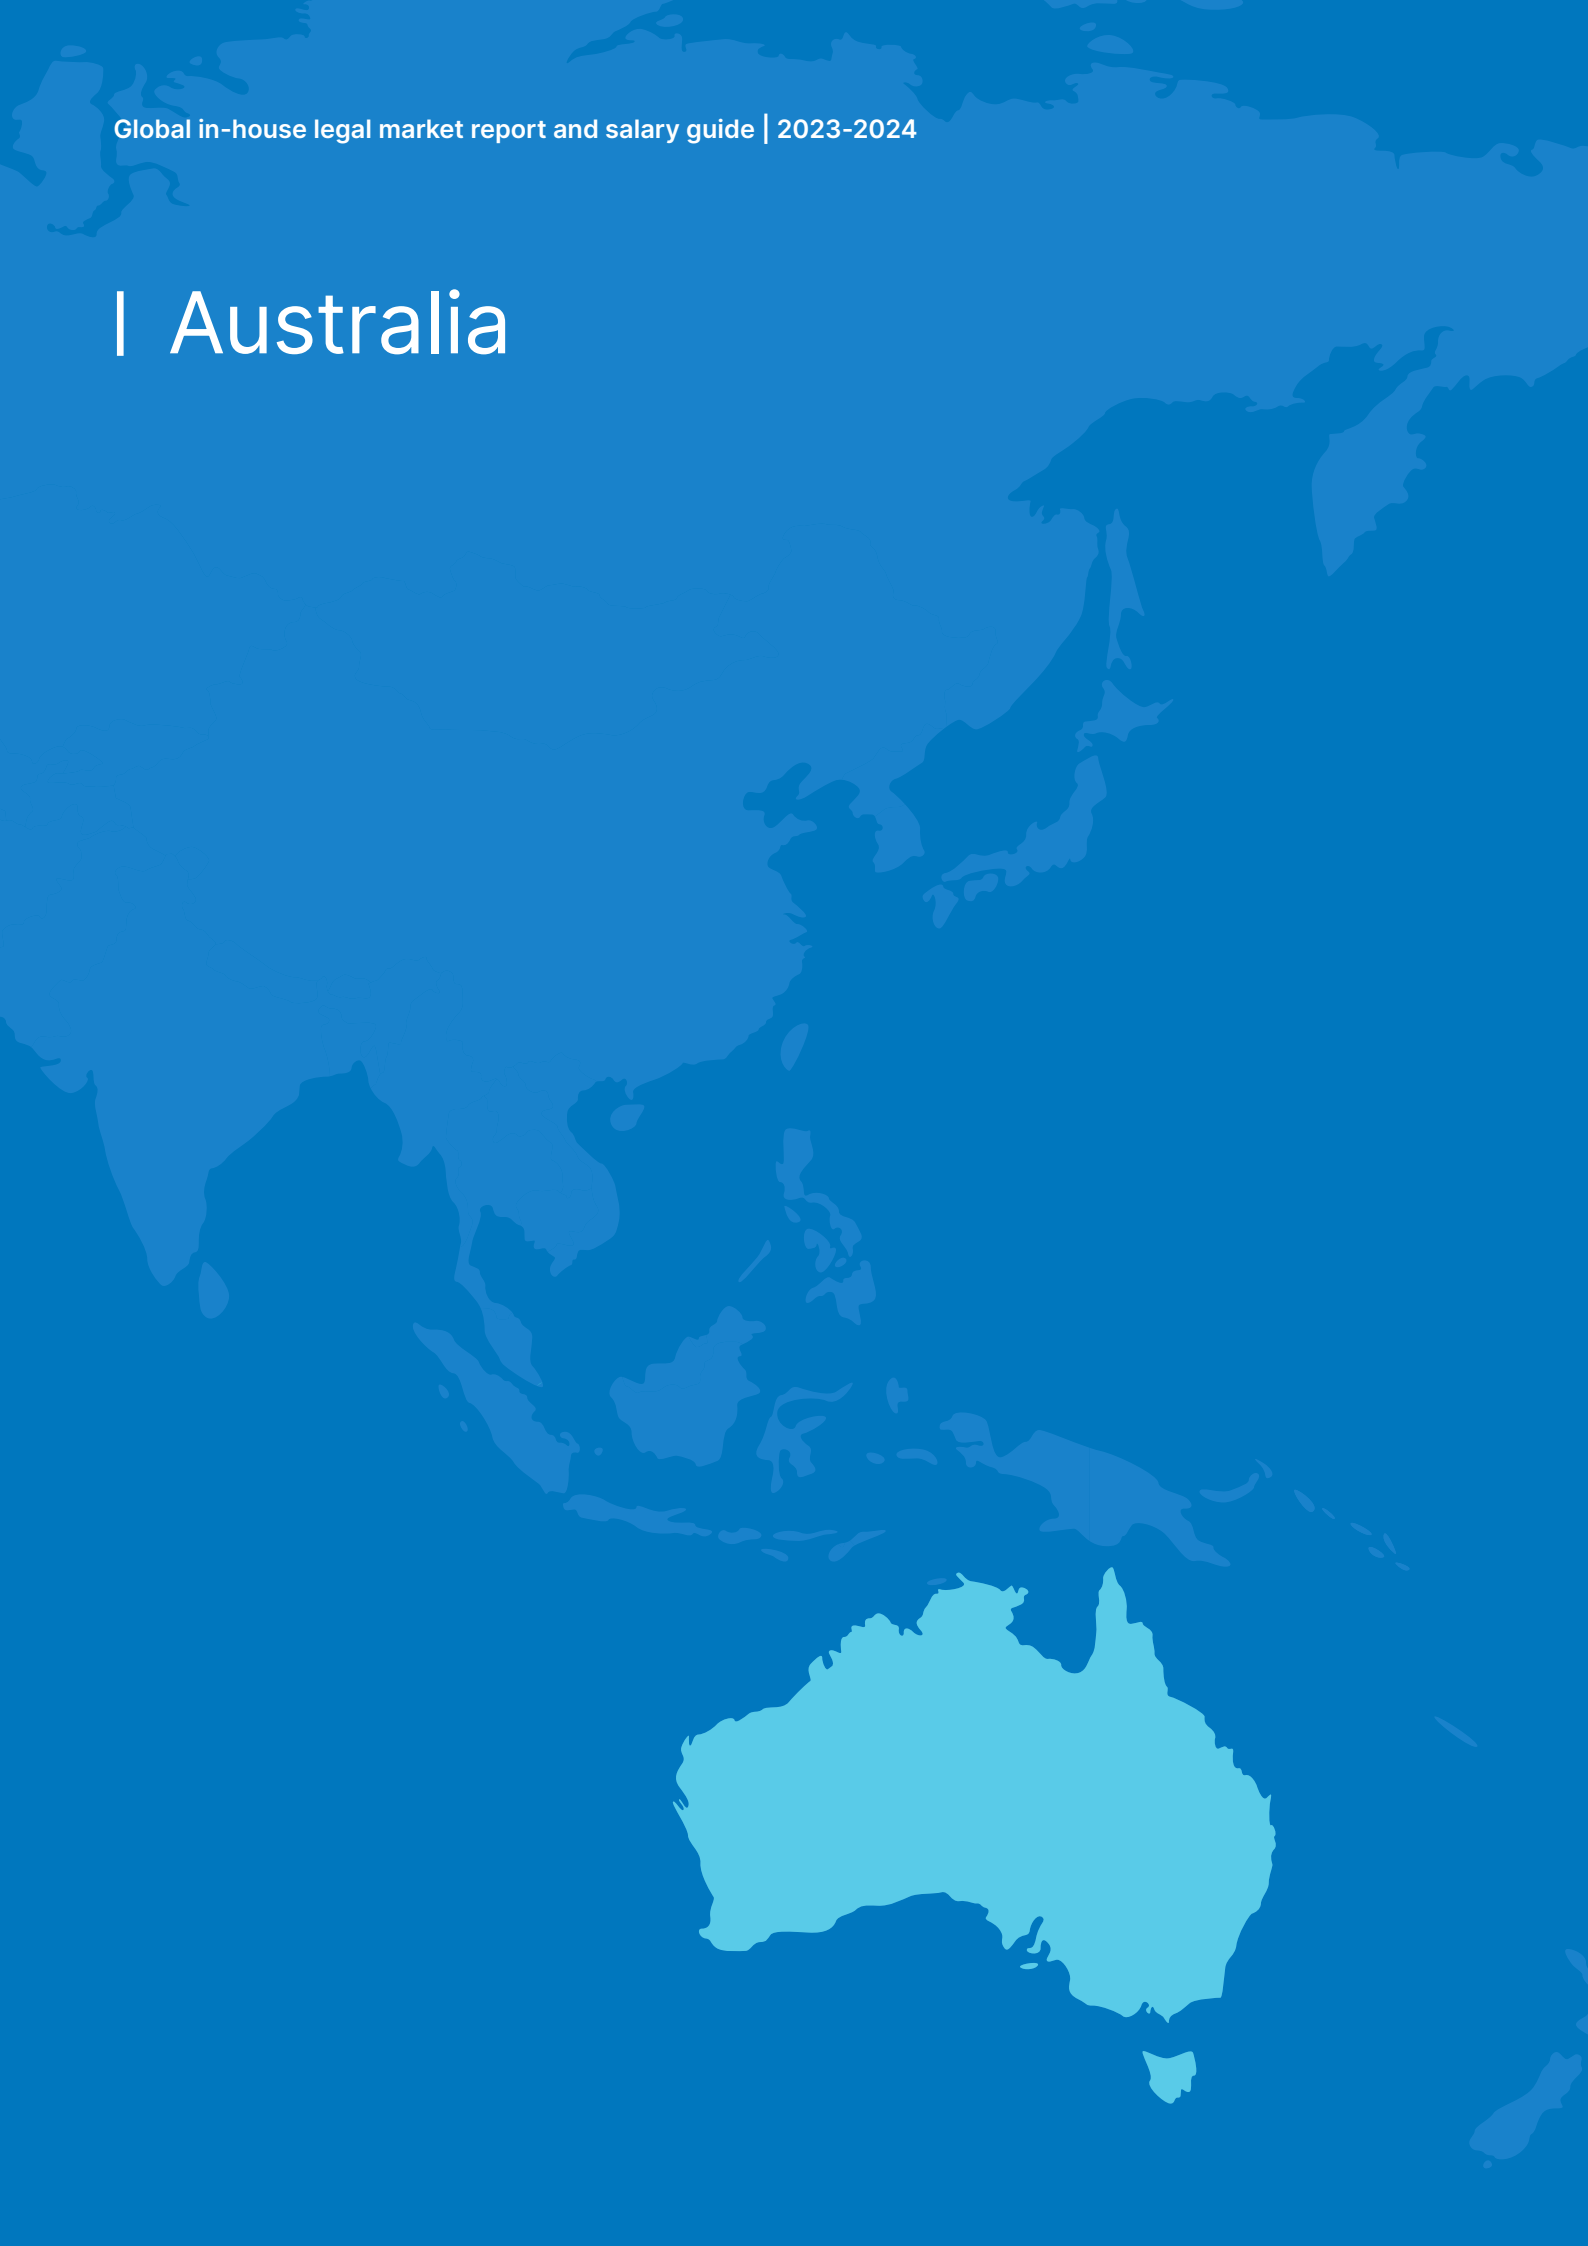 Global in-house legal market report and salary guide | 2023-2024
| Australia